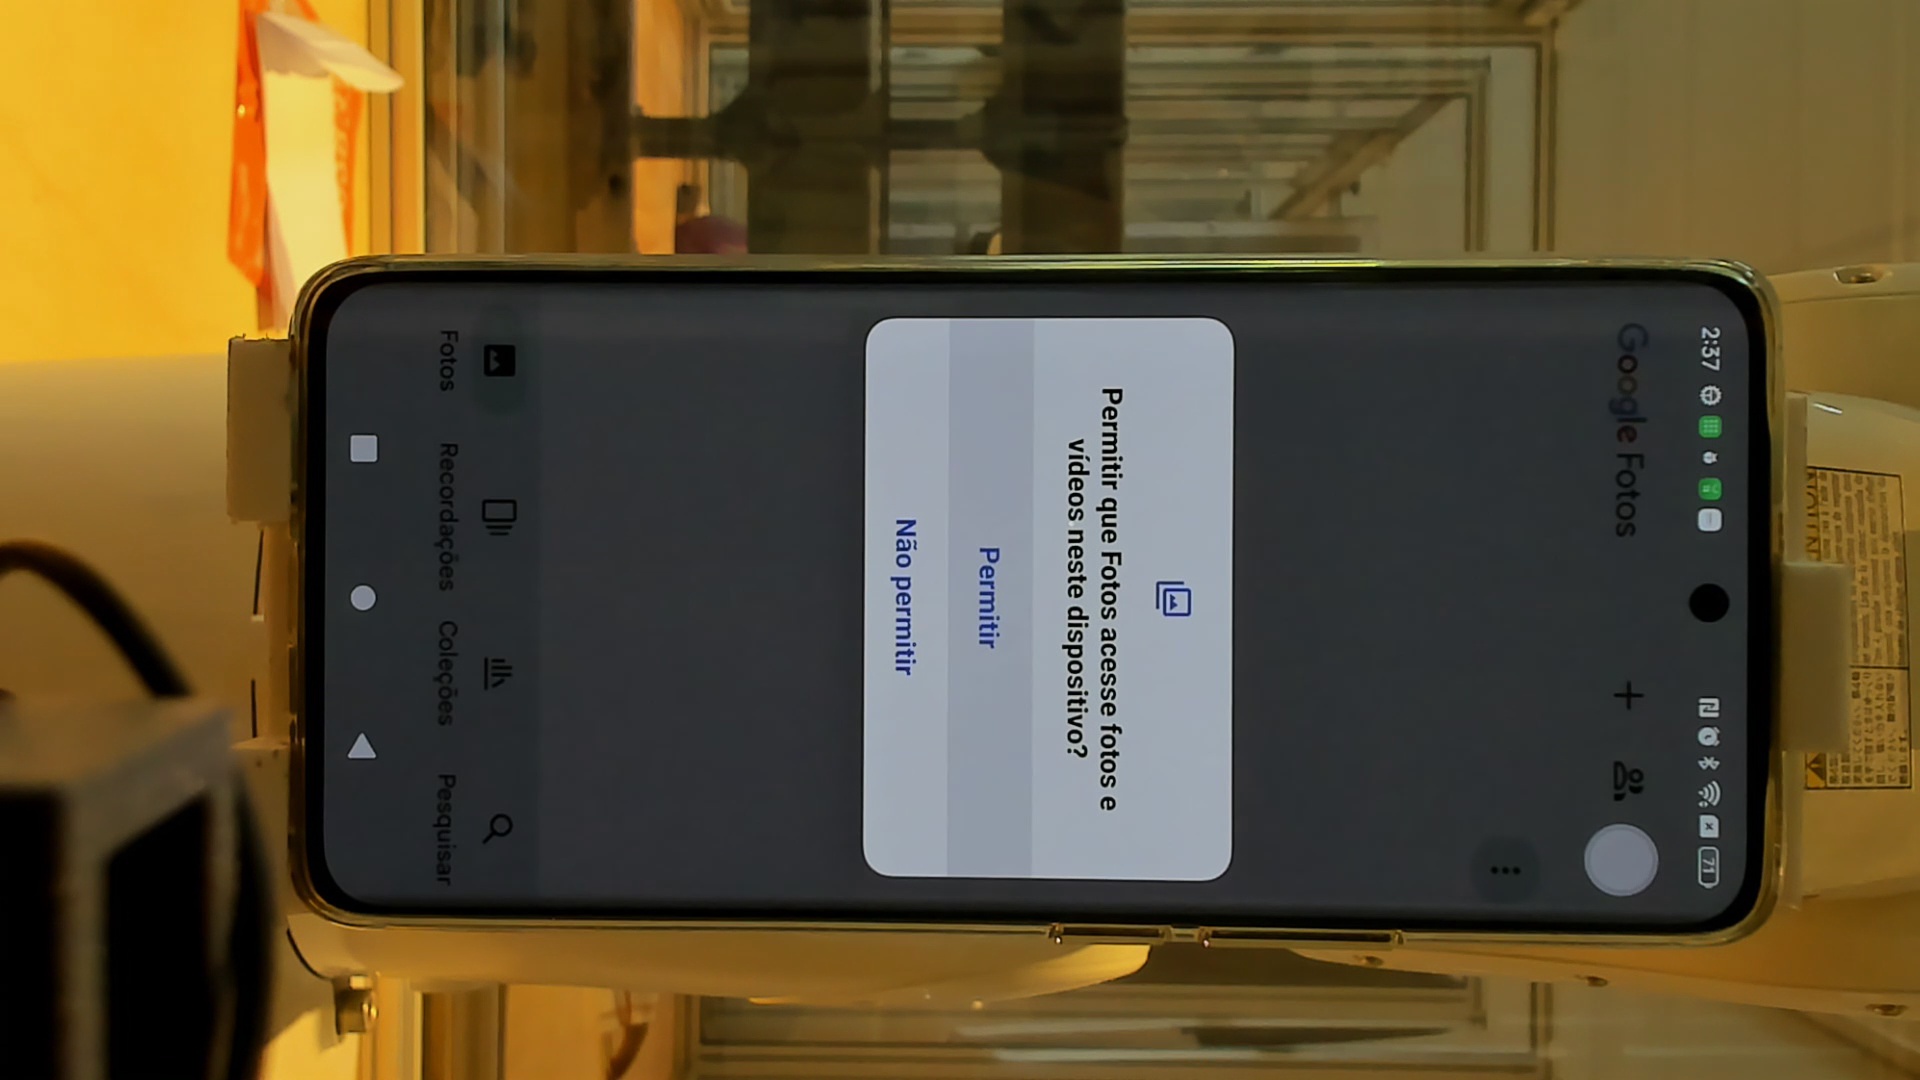 2:37
71
Google Fotos
Permitir que Fotos acesse fotos e
vídeos neste dispositivo?
Permitir
Não permitir
Fotos
Recordações
Coleções
Pesquisar